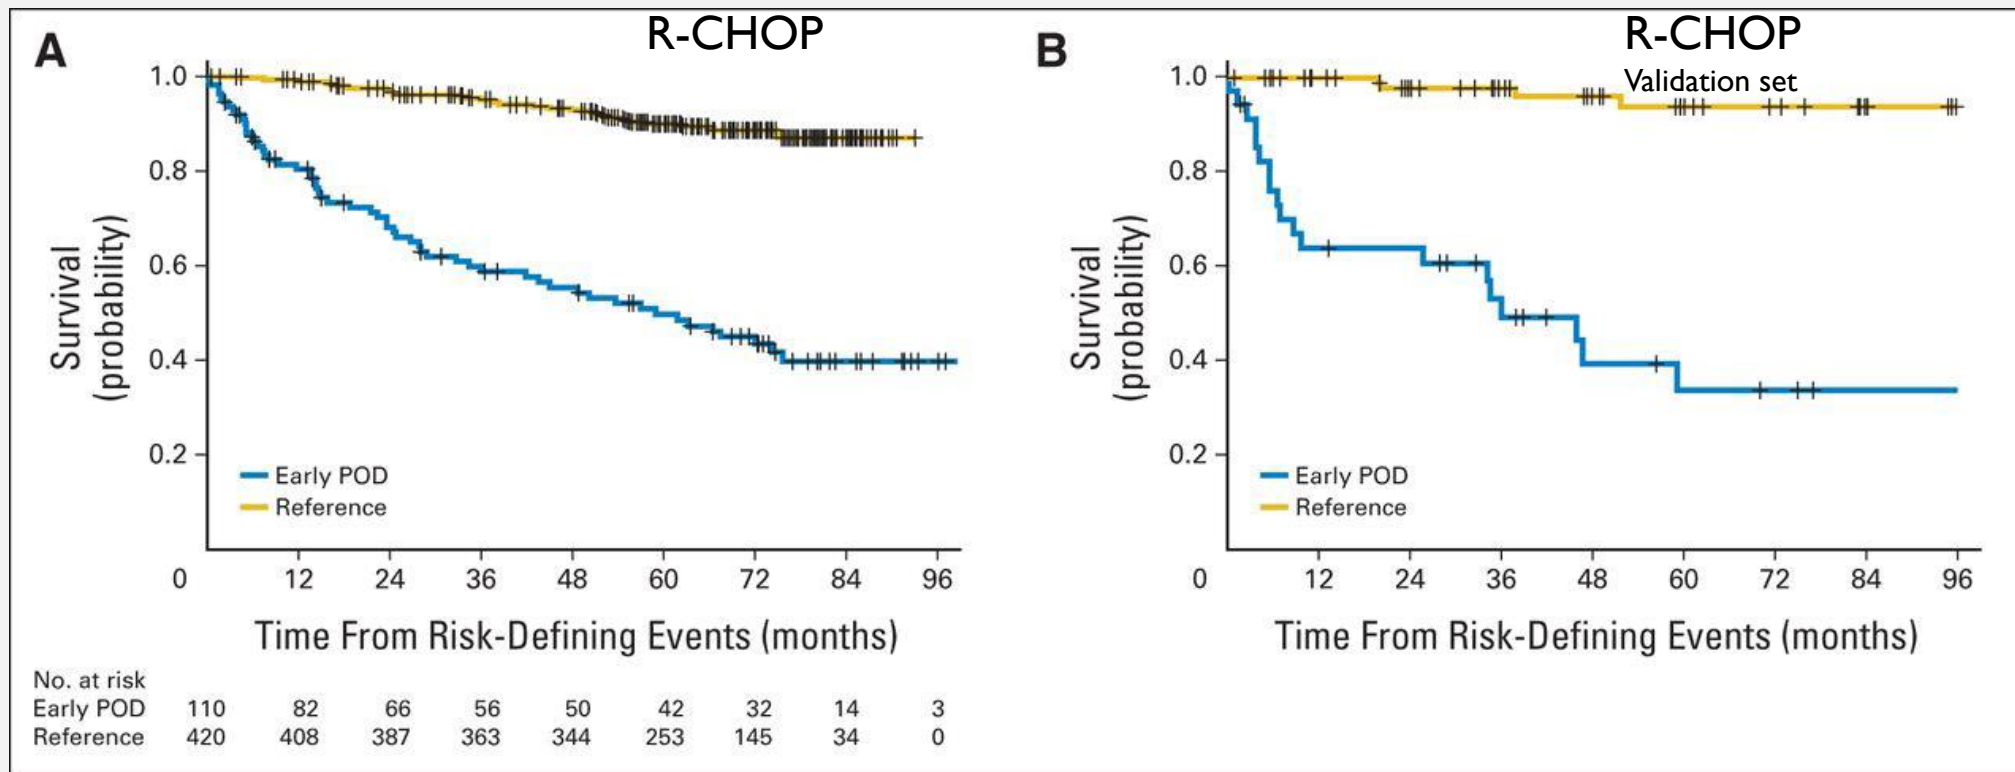 A
R-CHOP
Survival
(probability)
1.0
0.8
0.6
0.4
0.2
Early POD
Reference
0 12 24 36 48 60 72 84 96
Time From Risk-Defining Events (months)
No. at risk
Early POD 110 82 66 56 50 42 32 14 3
Reference 420 408 387 363 344 253 145 34 0
B
R-CHOP
Validation set
Survival
(probability)
1.0
0.8
0.6
0.4
0.2
Early POD
Reference
0 12 24 36 48 60 72 84 96
Time From Risk-Defining Events (months)